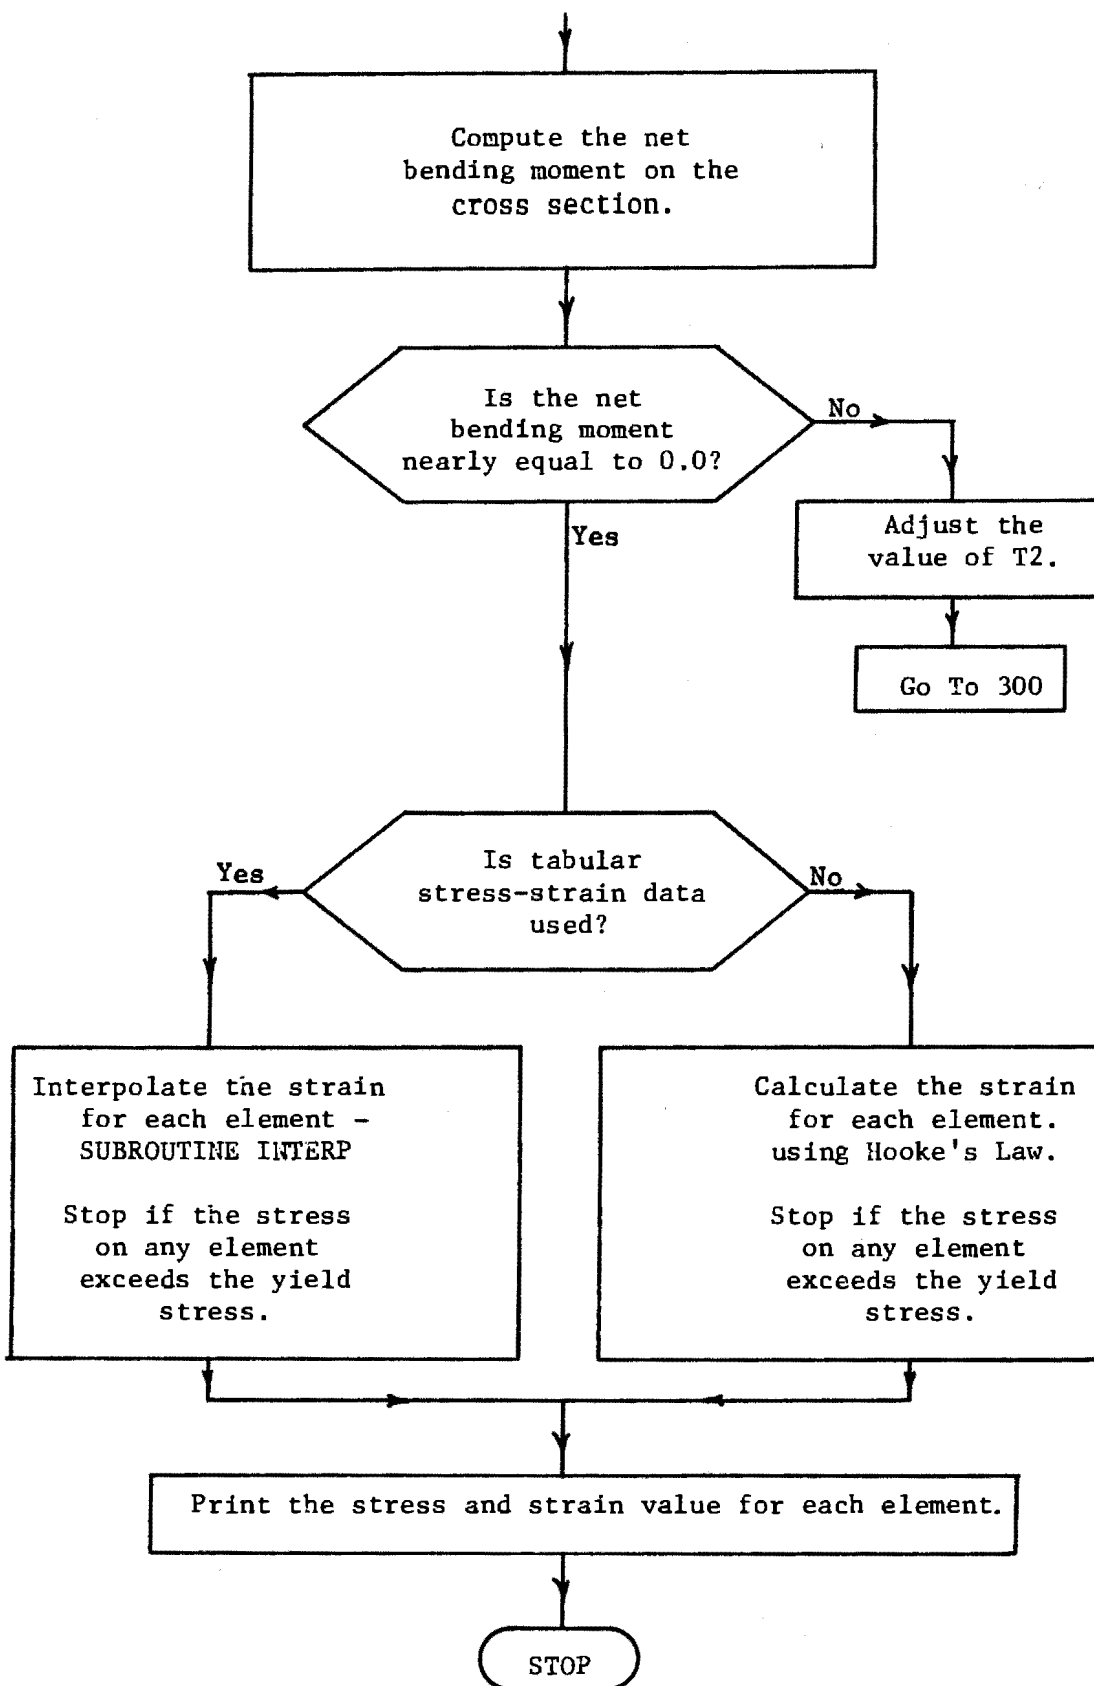 Compute the net
bending moment on the
cross section.
Is the net
bending moment
nearly equal to 0.0?
No
Yes
Adjust the
value of T2.
Go To 300
Is tabular
stress-strain data
used?
Yes
No
Interpolate the strain
for each element -
SUBROUTINE INTERP
Stop if the stress
on any element
exceeds the yield
stress.
Calculate the strain
for each element.
using Hooke's Law.
Stop if the stress
on any element
exceeds the yield
stress.
Print the stress and strain value for each element.
STOP